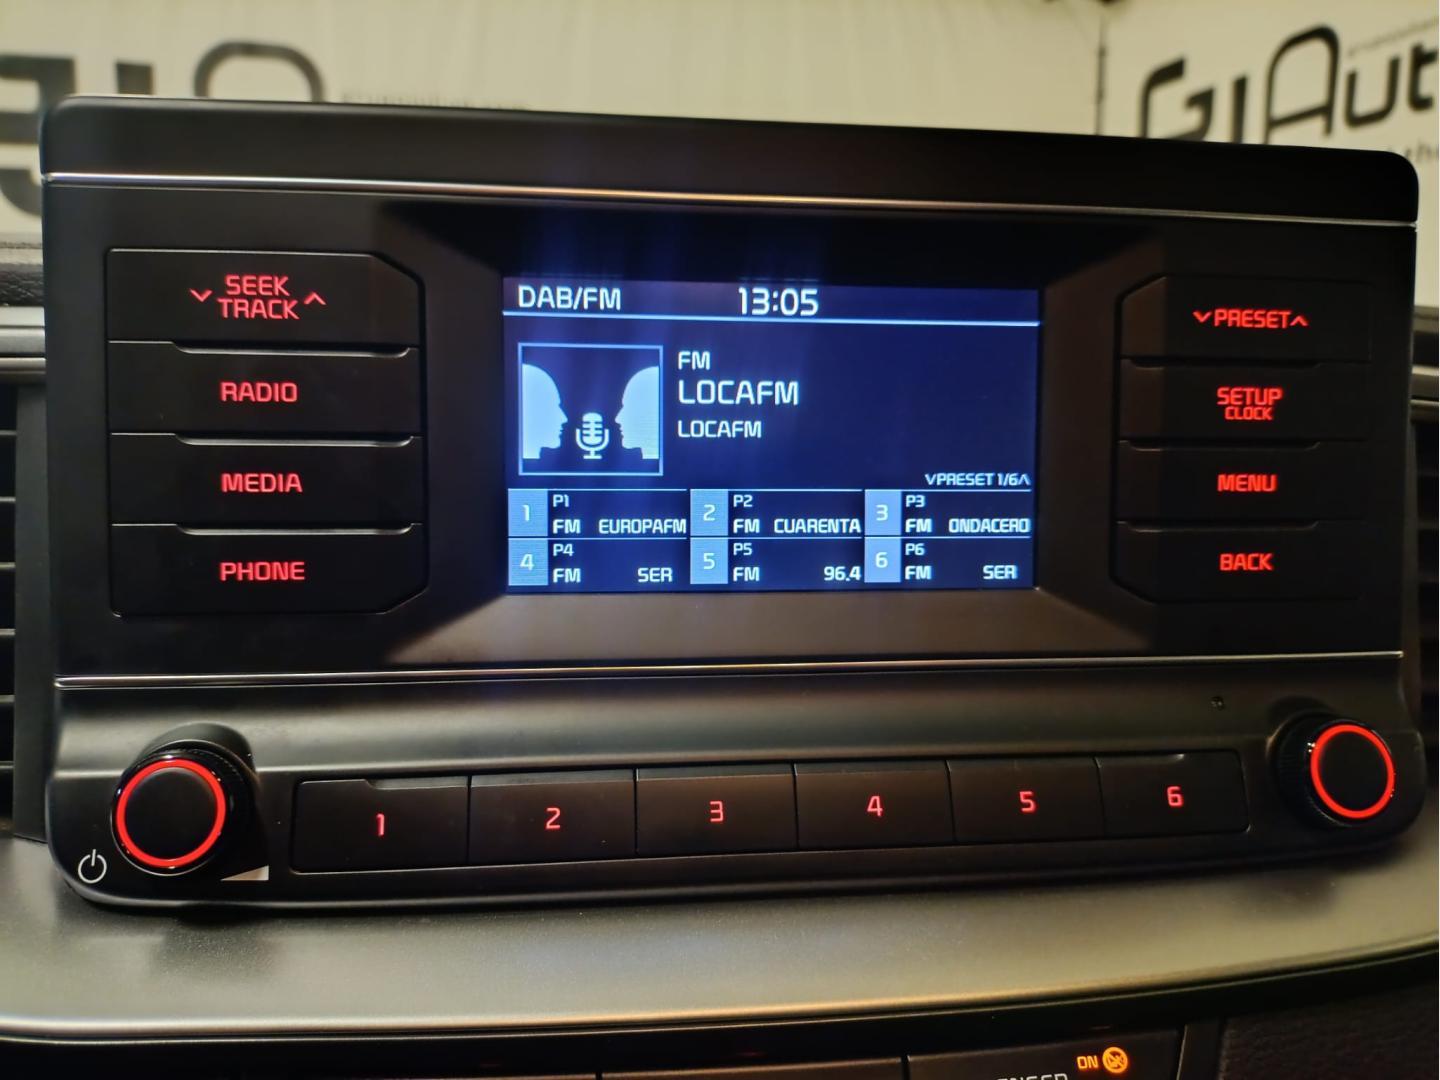 GIAut
SEEK
TRACK
RADIO
MEDIA
PHONE
DAB/FM 13:05
FM
LOCAFM
LOCAFM
PRESET 1/6
1 P1 FM EUROPAFM
2 P2 FM CUARENTA
3 P3 FM ONDACERO
4 P4 FM SER
5 P5 FM 96.4
6 P6 FM SER
PRESET
SETUP
CLOCK
MENU
BACK
1 2 3 4 5 6
ON